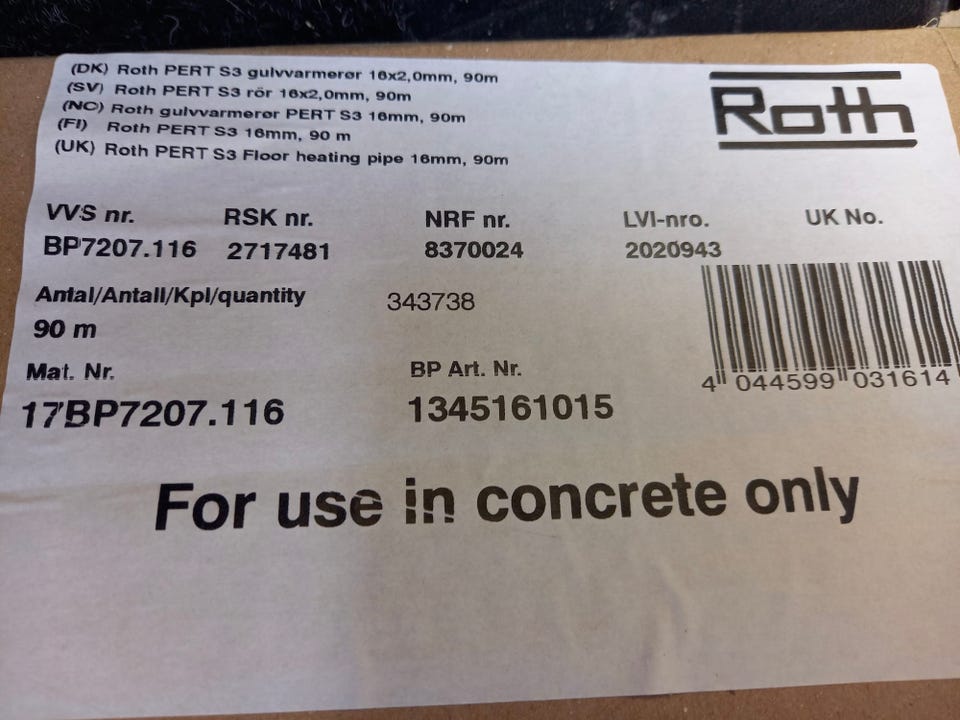 (DK) Roth PERT S3 gulvvarmerør 16x2,0mm, 90m
(SV) Roth PERT S3 rör 16x2,0mm, 90m
(NO) Roth gulvvarmerør PERT S3 16mm, 90m
(FI) Roth PERT S3 16mm, 90 m
(UK) Roth PERT S3 Floor heating pipe 16mm, 90m
Roth
VVS nr. RSK nr. NRF nr. LVI-nro. UK No.
BP7207.116 2717481 8370024 2020943
Antal/Antall/Kpl/quantity 343738
90 m
Mat. Nr. BP Art. Nr.
17BP7207.116 1345161015
4 044599 031614
For use in concrete only